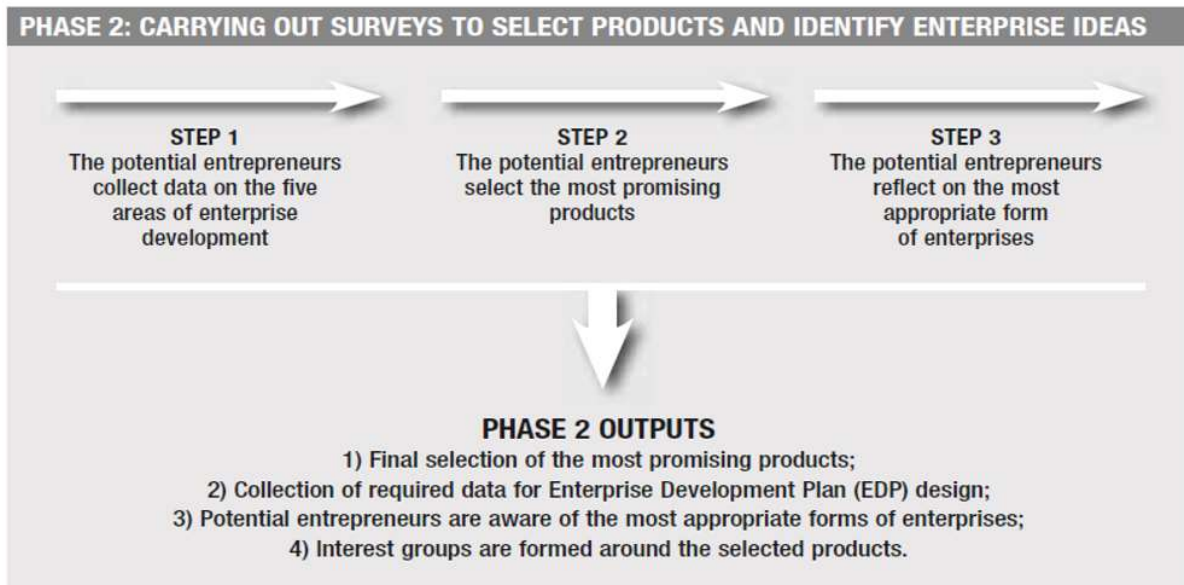 PHASE 2: CARRYING OUT SURVEYS TO SELECT PRODUCTS AND IDENTIFY ENTERPRISE IDEAS
STEP 1
The potential entrepreneurs
collect data on the five
areas of enterprise
development
STEP 2
The potential entrepreneurs
select the most promising
products
STEP 3
The potential entrepreneurs
reflect on the most
appropriate form
of enterprises
PHASE 2 OUTPUTS
1) Final selection of the most promising products;
2) Collection of required data for Enterprise Development Plan (EDP) design;
3) Potential entrepreneurs are aware of the most appropriate forms of enterprises;
4) Interest groups are formed around the selected products.